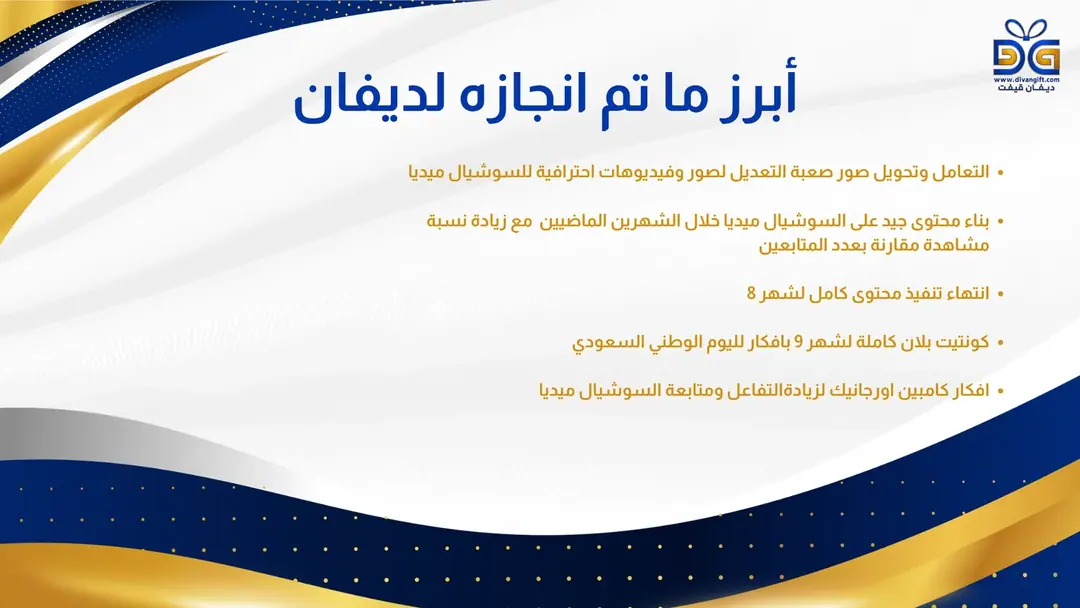 DG
www.divangift.com
ديفان قيفت
أبرز ما تم انجازه لديفان
• التعامل وتحويل صور صعبة التعديل لصور وفيديوهات احترافية للسوشيال ميديا
• بناء محتوى جيد على السوشيال ميديا خلال الشهرين الماضيين مع زيادة نسبة
مشاهدة مقارنة بعدد المتابعين
• انتهاء تنفيذ محتوى كامل لشهر 8
• كونتيت بلان كاملة لشهر 9 بافكار لليوم الوطني السعودي
• افكار كامبين اورجانيك لزيادةالتفاعل ومتابعة السوشيال ميديا